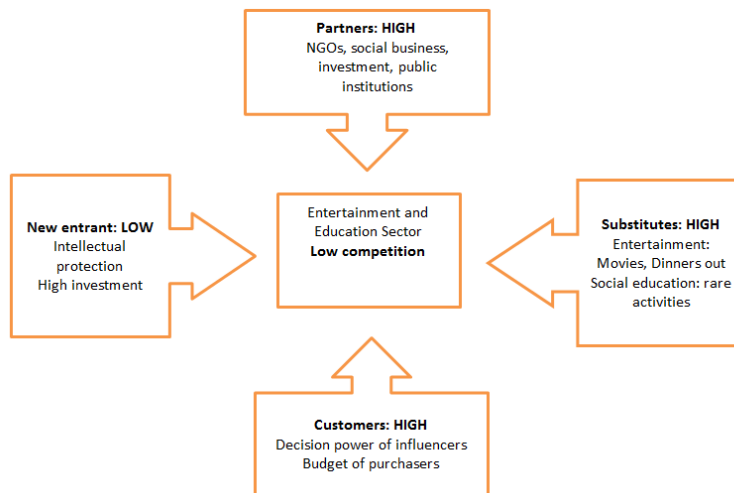 Partners: HIGH
NGOs, social business,
investment, public
institutions
New entrant: LOW
Intellectual
protection
High investment
Entertainment and
Education Sector
Low competition
Substitutes: HIGH
Entertainment:
Movies, Dinners out
Social education: rare
activities
Customers: HIGH
Decision power of influencers
Budget of purchasers